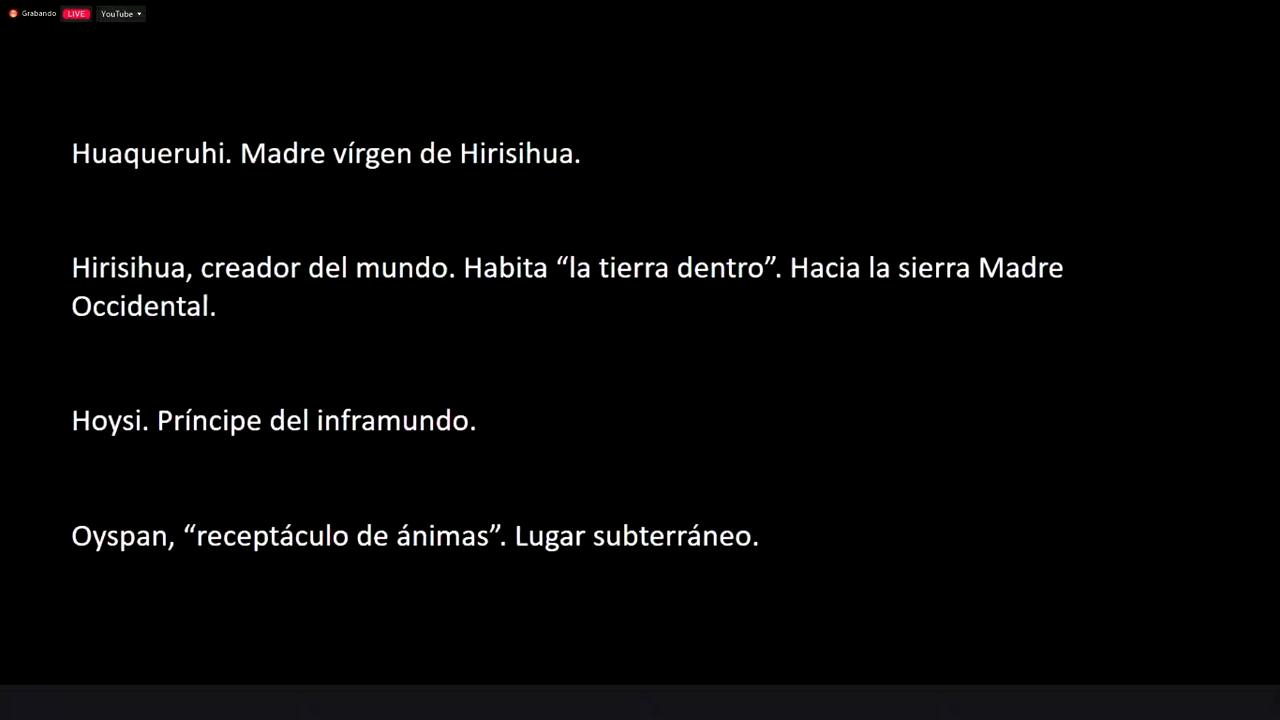 Grabando LIVE YouTube
Huaqueruhi. Madre vírgen de Hirisihua.
Hirisihua, creador del mundo. Habita “la tierra dentro”. Hacia la sierra Madre
Occidental.
Hoysi. Príncipe del inframundo.
Oyspan, “receptáculo de ánimas”. Lugar subterráneo.